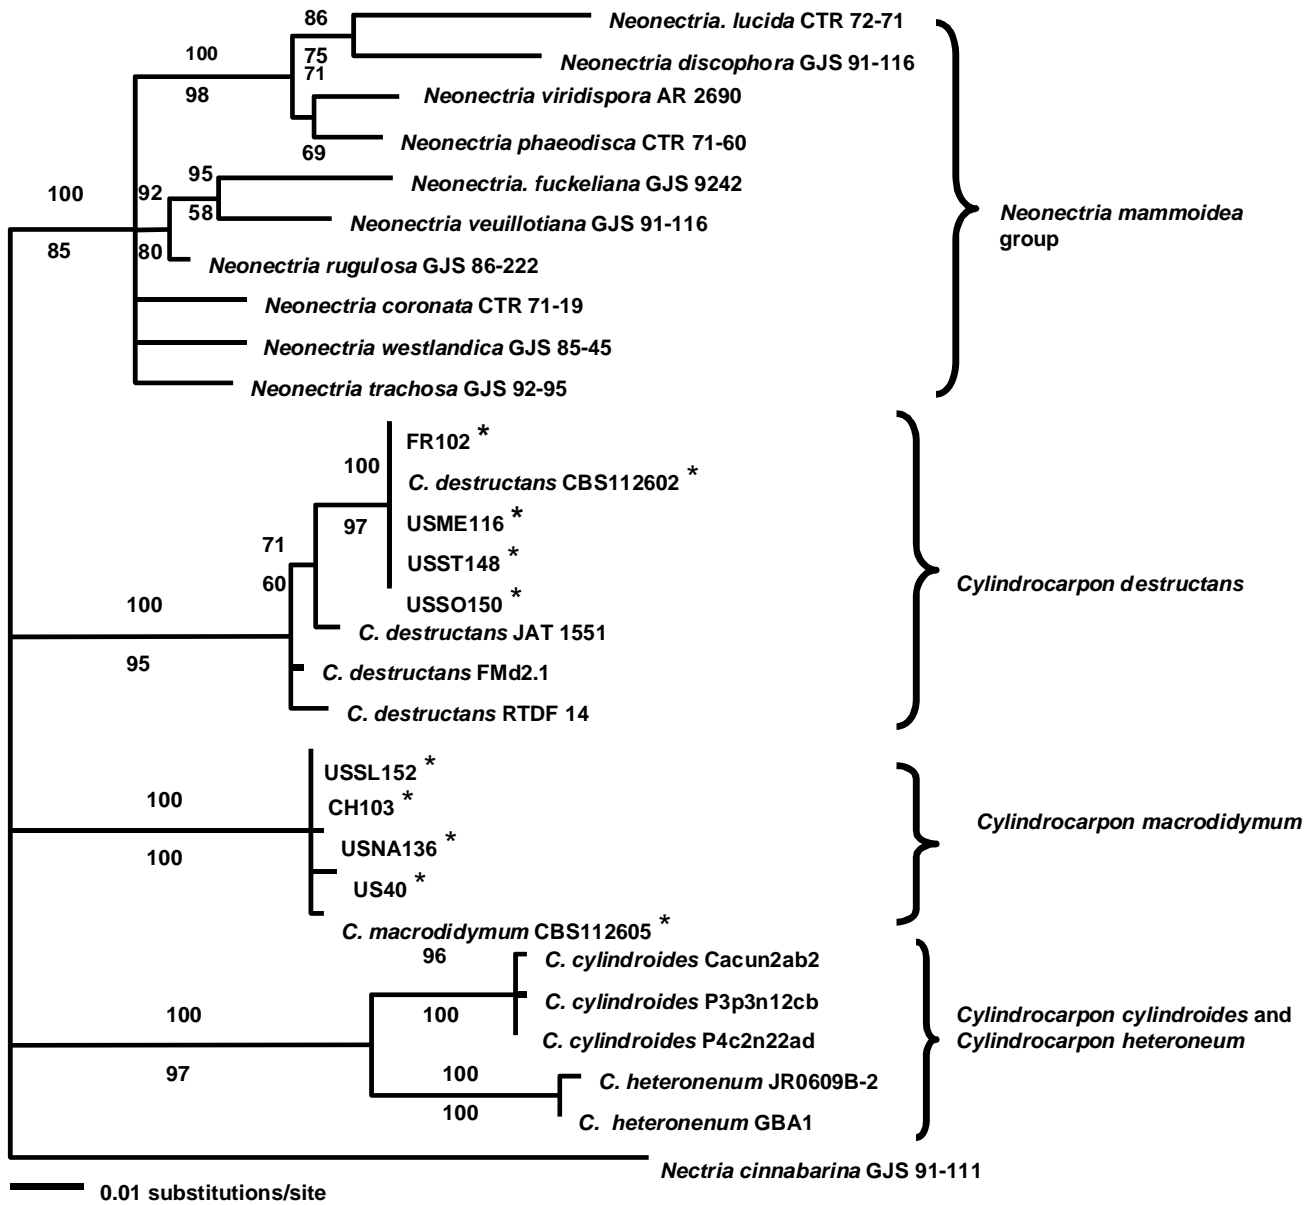 86
Neonectria. lucida CTR 72-71
100
75
Neonectria discophora GJS 91-116
71
98
Neonectria viridispora AR 2690
Neonectria phaeodisca CTR 71-60
69
95
Neonectria. fuckeliana GJS 9242
100
92
58
Neonectria veuillotiana GJS 91-116
Neonectria mammoidea
group
85
80
Neonectria rugulosa GJS 86-222
Neonectria coronata CTR 71-19
Neonectria westlandica GJS 85-45
Neonectria trachosa GJS 92-95
FR102 *
100
C. destructans CBS112602 *
97
USME116 *
71
USST148 *
60
Cylindrocarpon destructans
USSO150 *
100
C. destructans JAT 1551
95
C. destructans FMd2.1
C. destructans RTDF 14
USSL152 *
100
CH103 *
Cylindrocarpon macrodidymum
USNA136 *
100
US40 *
C. macrodidymum CBS112605 *
96
C. cylindroides Cacun2ab2
C. cylindroides P3p3n12cb
100
100
Cylindrocarpon cylindroides and
Cylindrocarpon heteroneum
C. cylindroides P4c2n22ad
97
100
C. heteronenum JR0609B-2
100
C. heteronenum GBA1
Nectria cinnabarina GJS 91-111
0.01 substitutions/site